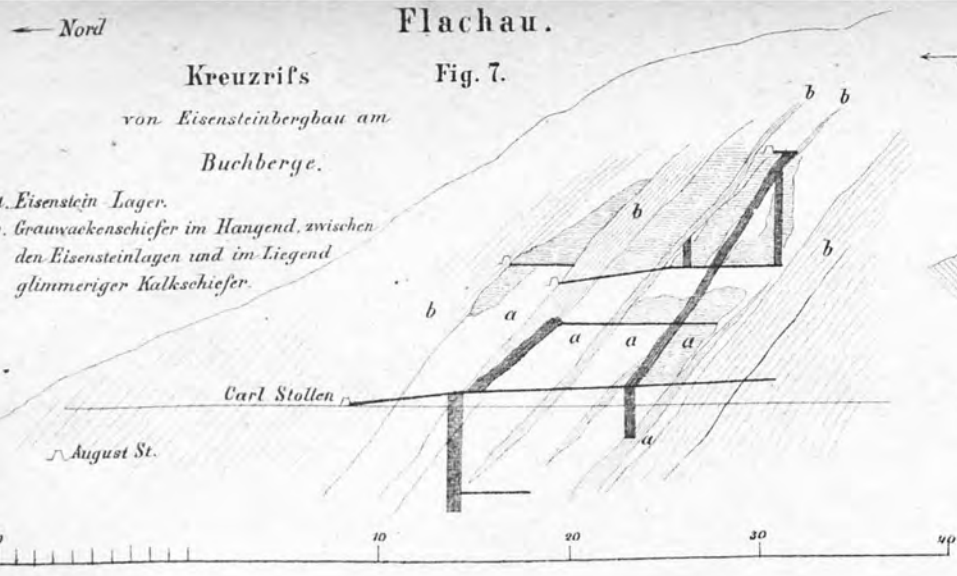 Nord
Flachau.
Kreuzriſs
Fig. 7.
von Eisensteinbergbau am
Buchberge.
Eisenstein Lager.
Grauwackenschiefer im Hangend, zwischen
den Eisensteinlagen und im Liegend
glimmeriger Kalkschiefer.
b b
b
b
b
a
a a a
Carl Stollen
a
August St.
10 20 30 40